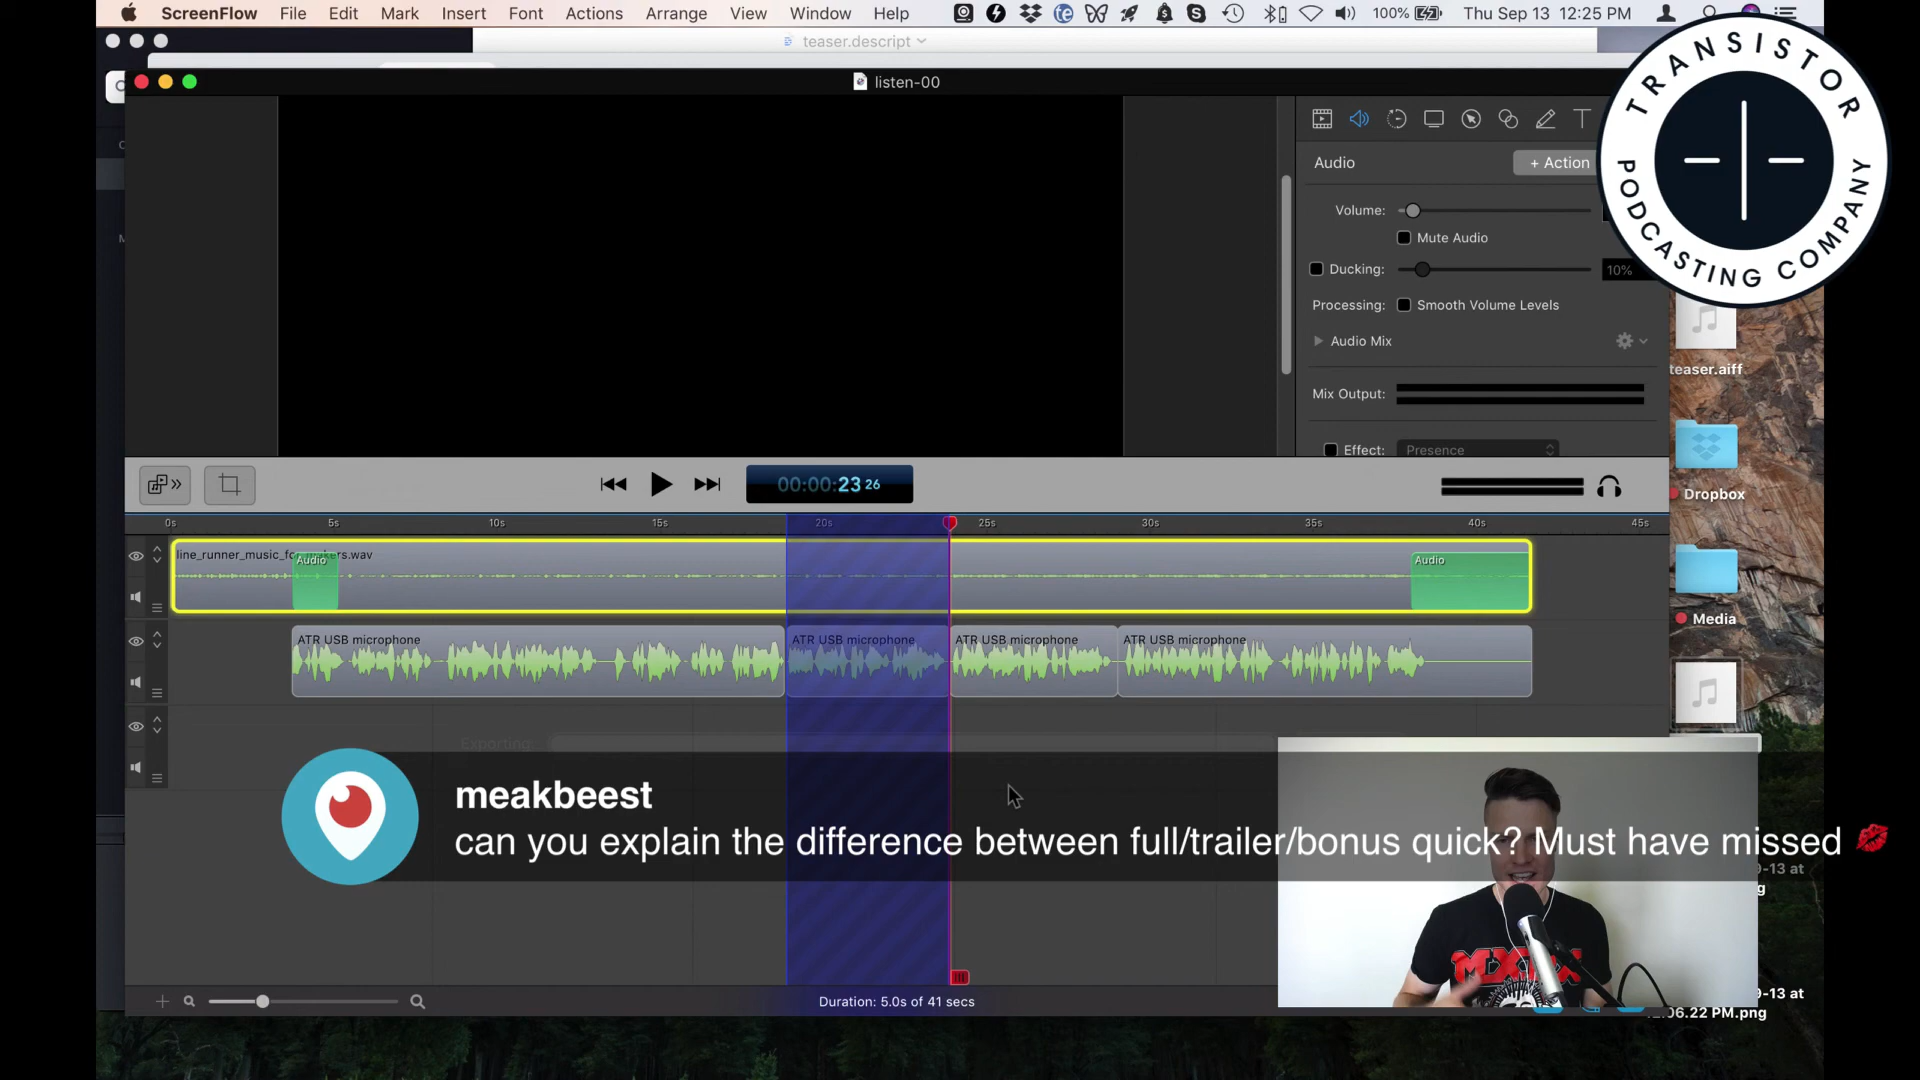 ScreenFlow File Edit Mark Insert Font Actions Arrange View Window Help 100% Thu Sep 13 12:25 PM
teaser.descript
listen-00
TRANSISTOR
PODCASTING COMPANY
Audio
+ Action
Volume:
Mute Audio
Ducking:
10%
Processing:
Smooth Volume Levels
Audio Mix
Mix Output:
Effect:
Presence
teaser.aiff
Dropbox
Media
00:00:23 26
0s 5s 10s 15s 20s 25s 30s 35s 40s 45s
line_runner_music_for_makers.wav
Audio
Audio
ATR USB microphone
ATR USB microphone
ATR USB microphone
ATR USB microphone
Exporting:
meakbeest
can you explain the difference between full/trailer/bonus quick? Must have missed 💋
Duration: 5.0s of 41 secs